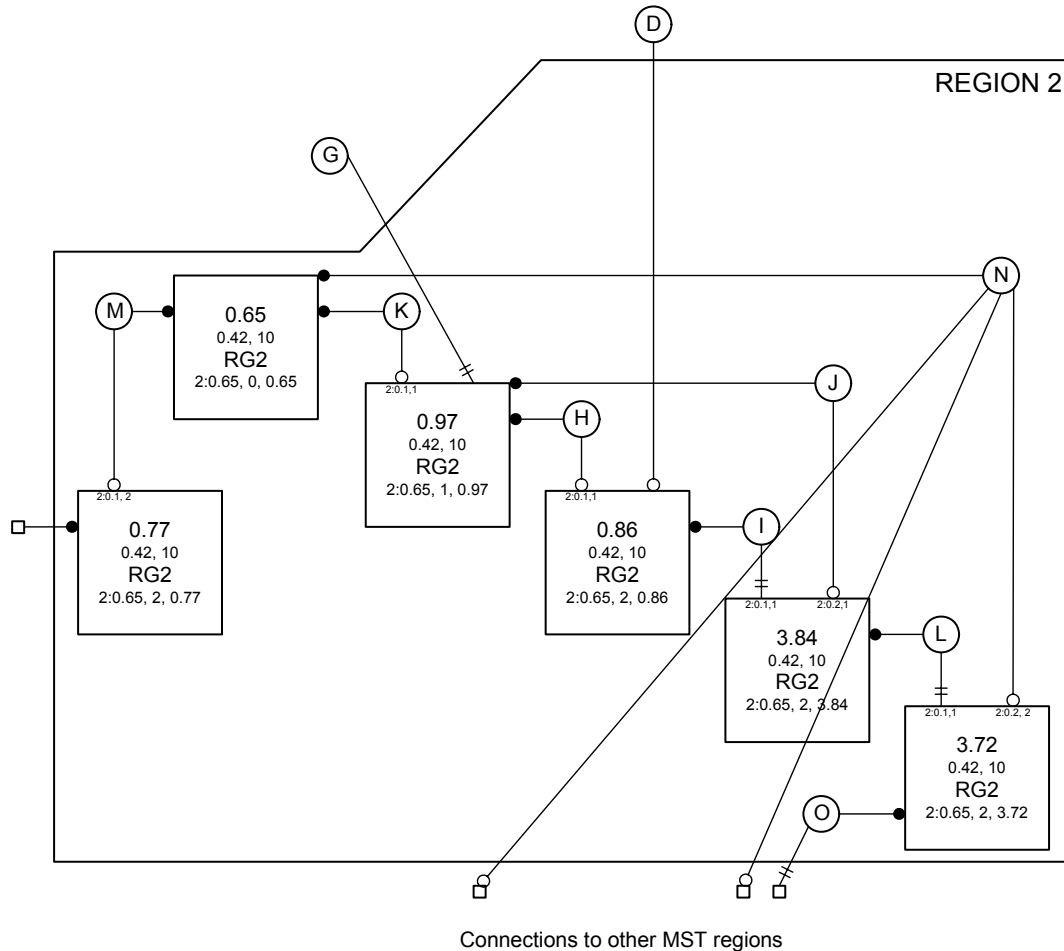 D
REGION 2
G
N
M
K
0.65
0.42, 10
RG2
2:0.65, 0, 0.65
2:0.1,1
J
0.97
0.42, 10
RG2
2:0.65, 1, 0.97
H
2:0.1, 2
0.77
0.42, 10
RG2
2:0.65, 2, 0.77
2:0.1,1
0.86
0.42, 10
RG2
2:0.65, 2, 0.86
I
2:0.1,1
2:0.2,1
3.84
0.42, 10
RG2
2:0.65, 2, 3.84
L
2:0.1,1
2:0.2, 2
3.72
0.42, 10
RG2
2:0.65, 2, 3.72
O
Connections to other MST regions